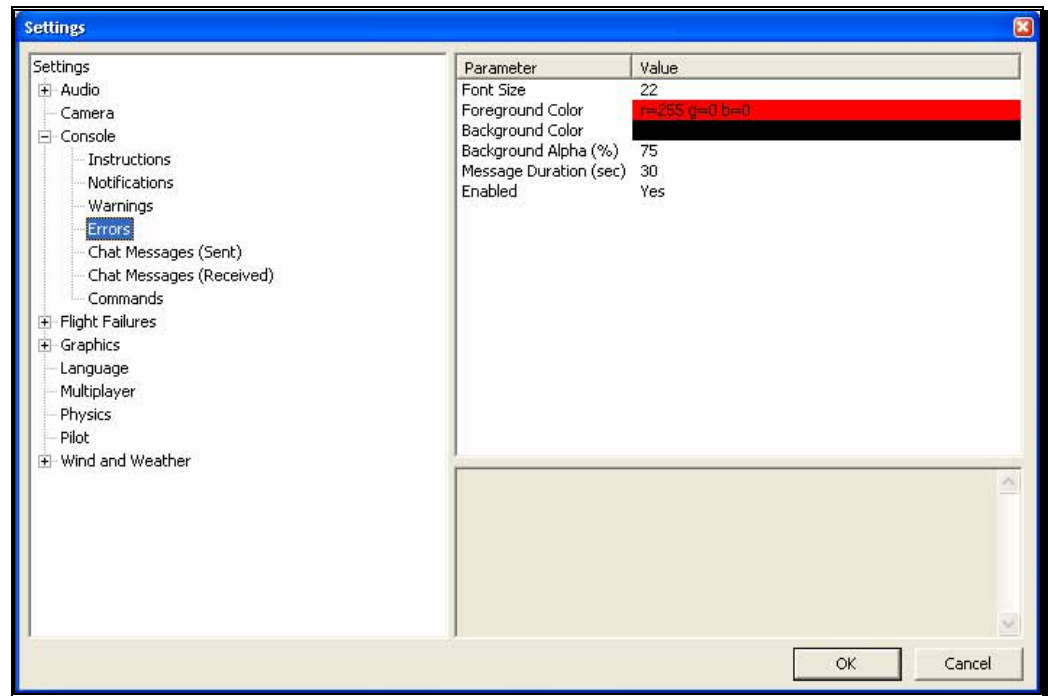 Settings
Settings
Audio
Camera
Console
Instructions
Notifications
Warnings
Errors
Chat Messages (Sent)
Chat Messages (Received)
Commands
Flight Failures
Graphics
Language
Multiplayer
Physics
Pilot
Wind and Weather
Parameter Value
Font Size 22
Foreground Color r=255 g=0 b=0
Background Color
Background Alpha (%) 75
Message Duration (sec) 30
Enabled Yes
OK Cancel